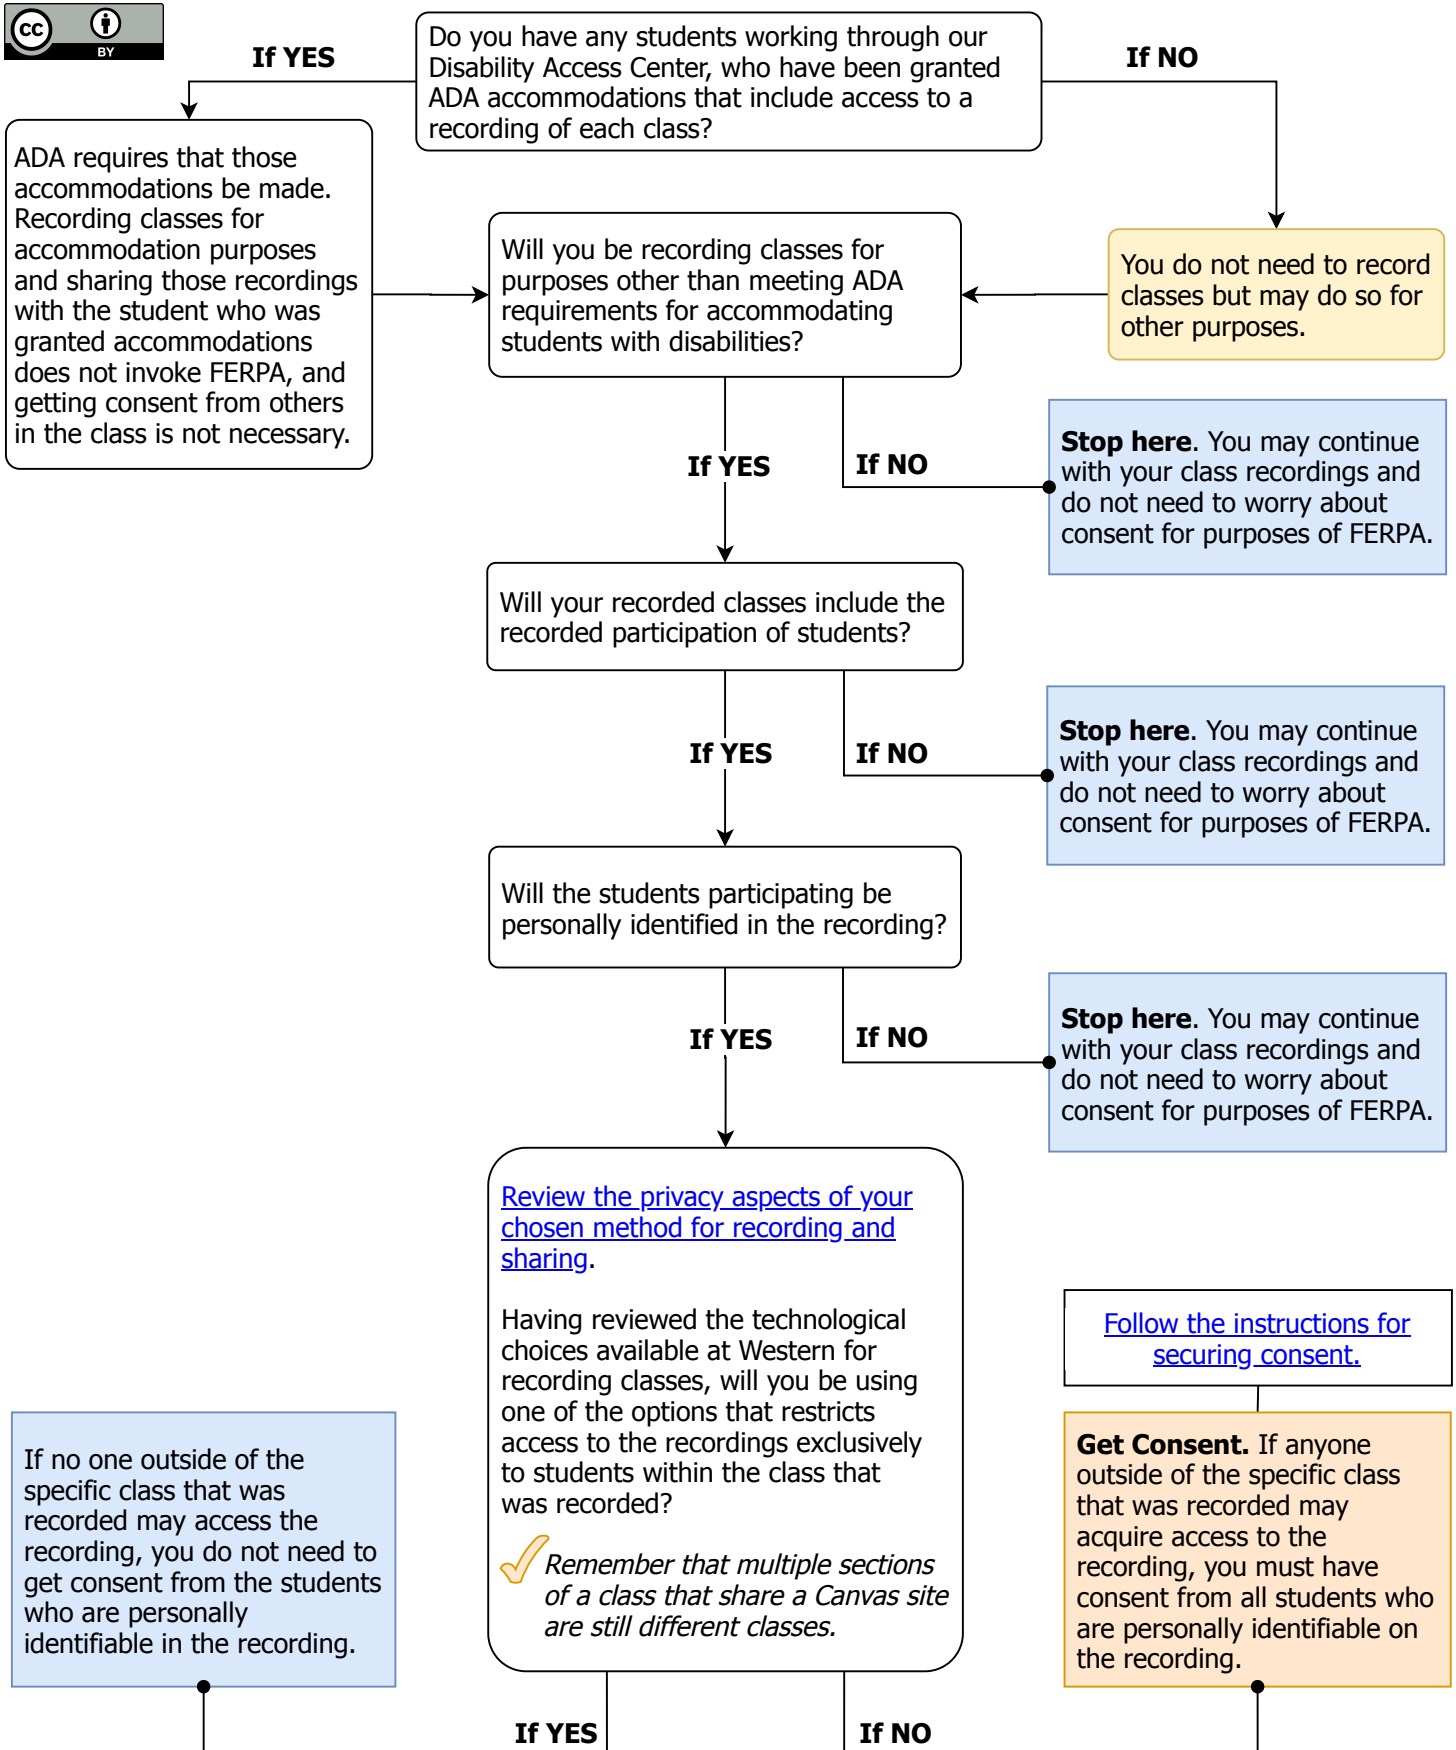 cc
BY
If YES
Do you have any students working through our
Disability Access Center, who have been granted
ADA accommodations that include access to a
recording of each class?
If NO
ADA requires that those
accommodations be made.
Recording classes for
accommodation purposes
and sharing those recordings
with the student who was
granted accommodations
does not invoke FERPA, and
getting consent from others
in the class is not necessary.
Will you be recording classes for
purposes other than meeting ADA
requirements for accommodating
students with disabilities?
You do not need to record
classes but may do so for
other purposes.
If YES
If NO
Stop here. You may continue
with your class recordings and
do not need to worry about
consent for purposes of FERPA.
Will your recorded classes include the
recorded participation of students?
If YES
If NO
Stop here. You may continue
with your class recordings and
do not need to worry about
consent for purposes of FERPA.
Will the students participating be
personally identified in the recording?
If YES
If NO
Stop here. You may continue
with your class recordings and
do not need to worry about
consent for purposes of FERPA.
Review the privacy aspects of your
chosen method for recording and
sharing.
Having reviewed the technological
choices available at Western for
recording classes, will you be using
one of the options that restricts
access to the recordings exclusively
to students within the class that
was recorded?
Remember that multiple sections
of a class that share a Canvas site
are still different classes.
Follow the instructions for
securing consent.
If no one outside of the
specific class that was
recorded may access the
recording, you do not need to
get consent from the students
who are personally
identifiable in the recording.
Get Consent. If anyone
outside of the specific class
that was recorded may
acquire access to the
recording, you must have
consent from all students who
are personally identifiable on
the recording.
If YES
If NO